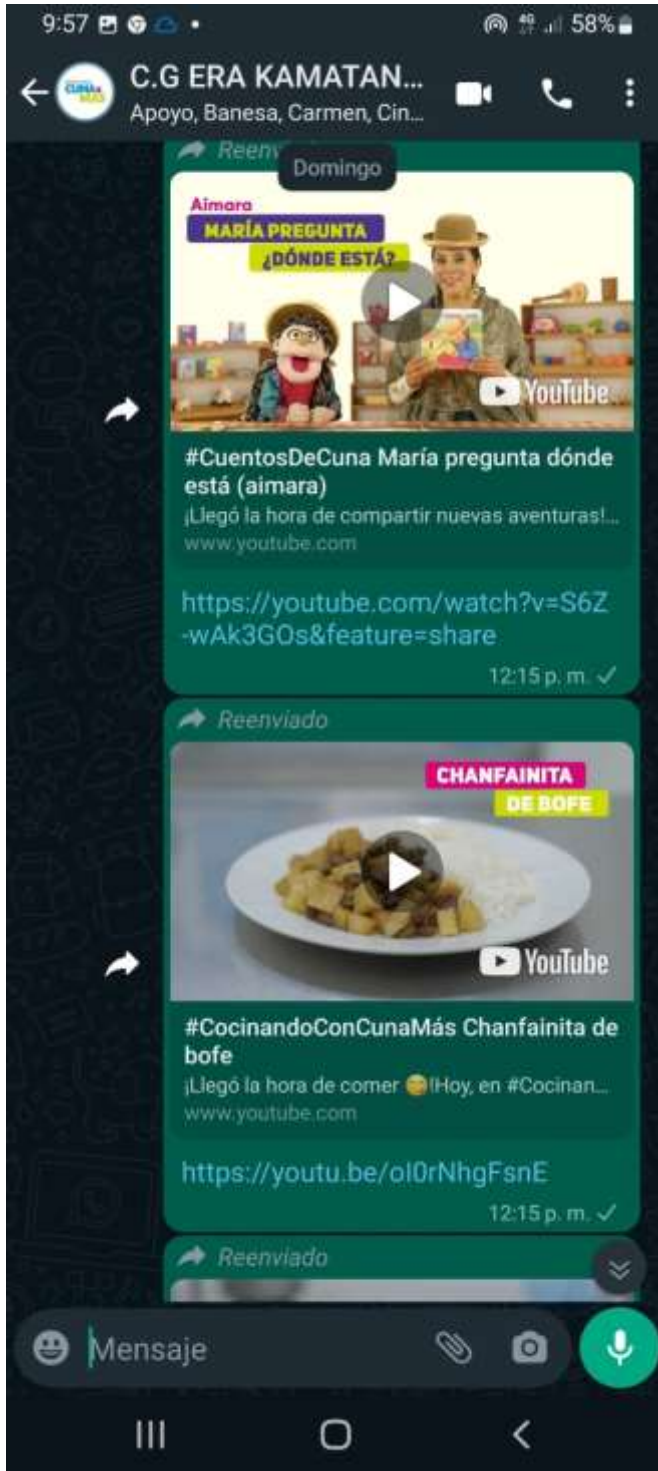 9:57
4G 58%
CUNA MÁS
C.G ERA KAMATAN...
Apoyo, Banesa, Carmen, Cin...
Domingo
Aimara
MARÍA PREGUNTA
¿DÓNDE ESTÁ?
YouTube
#CuentosDeCuna María pregunta dónde
está (aimara)
¡Llegó la hora de compartir nuevas aventuras!...
www.youtube.com
https://youtube.com/watch?v=S6Z
-wAk3GOs&feature=share
12:15 p. m.
Reenviado
CHANFAINITA
DE BOFE
YouTube
#CocinandoConCunaMás Chanfainita de
bofe
¡Llegó la hora de comer 😋!Hoy, en #Cocinan...
www.youtube.com
https://youtu.be/oI0rNhgFsnE
12:15 p. m.
Reenviado
Mensaje